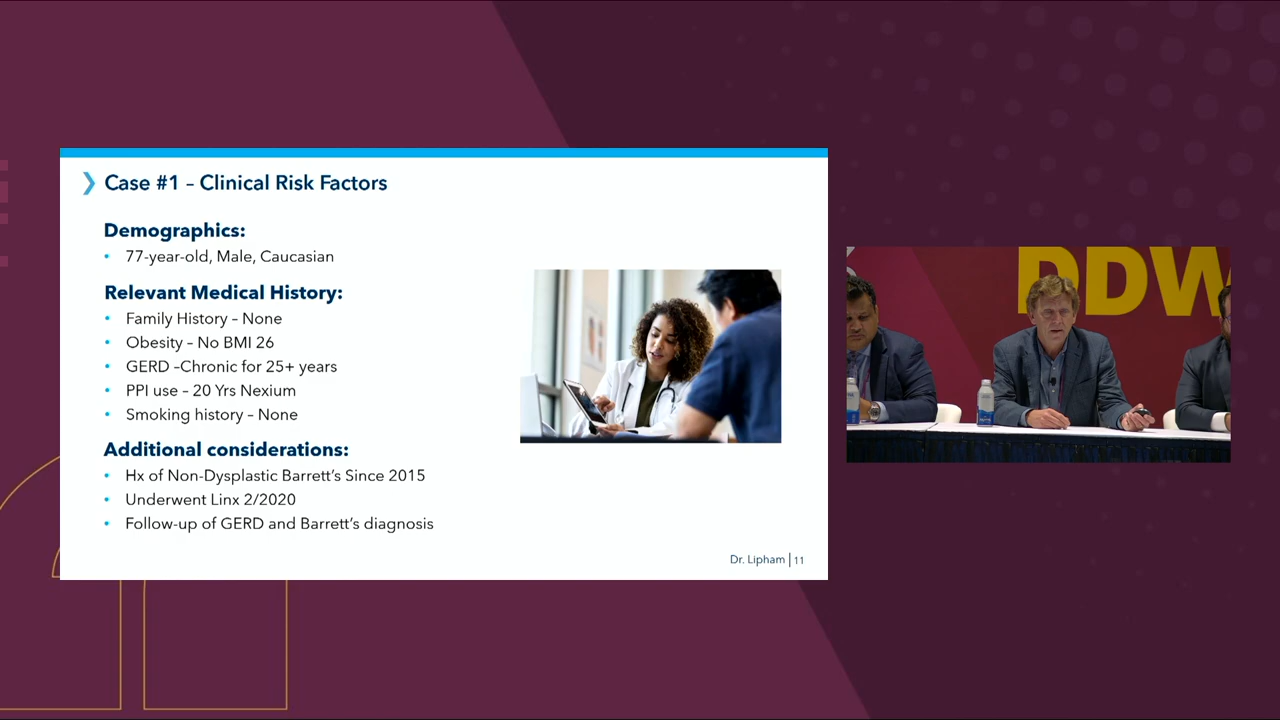 Case #1 – Clinical Risk Factors
Demographics:
• 77-year-old, Male, Caucasian
Relevant Medical History:
• Family History – None
• Obesity – No BMI 26
• GERD –Chronic for 25+ years
• PPI use – 20 Yrs Nexium
• Smoking history – None
Additional considerations:
• Hx of Non-Dysplastic Barrett's Since 2015
• Underwent Linx 2/2020
• Follow-up of GERD and Barrett's diagnosis
Dr. Lipham | 11
DDW